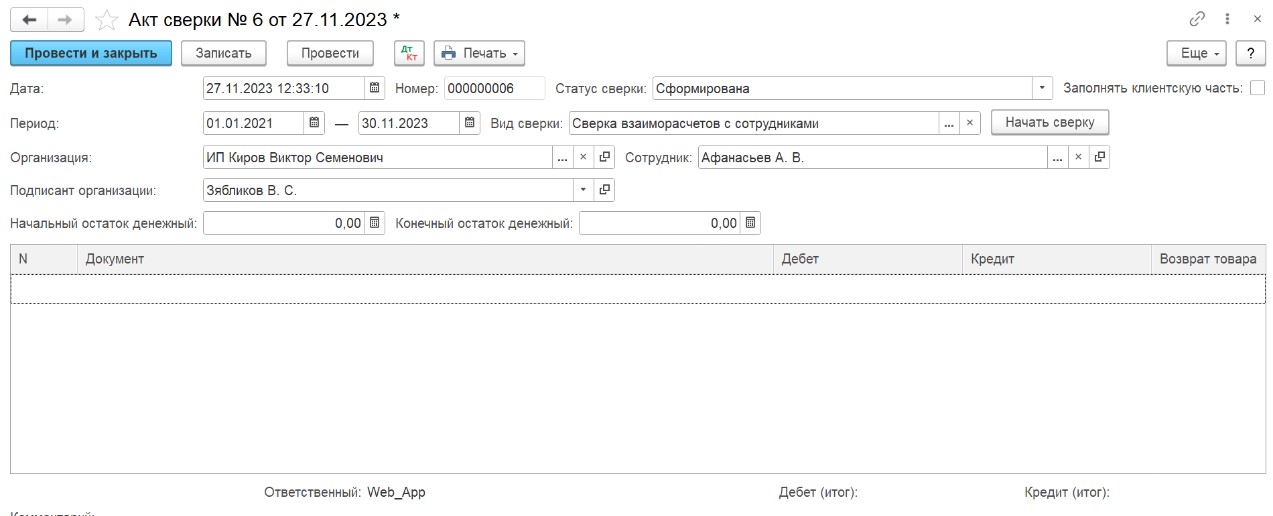 Акт сверки № 6 от 27.11.2023 *
Провести и закрыть Записать Провести Дт Кт Печать Еще ?
Дата: 27.11.2023 12:33:10 Номер: 000000006 Статус сверки: Сформирована Заполнять клиентскую часть:
Период: 01.01.2021 — 30.11.2023 Вид сверки: Сверка взаиморасчетов с сотрудниками ... × Начать сверку
Организация: ИП Киров Виктор Семенович ... × Сотрудник: Афанасьев А. В. ... ×
Подписант организации: Зябликов В. С.
Начальный остаток денежный: 0,00 Конечный остаток денежный: 0,00
N Документ Дебет Кредит Возврат товара
Ответственный: Web_App Дебет (итог): Кредит (итог):
Комментарий: